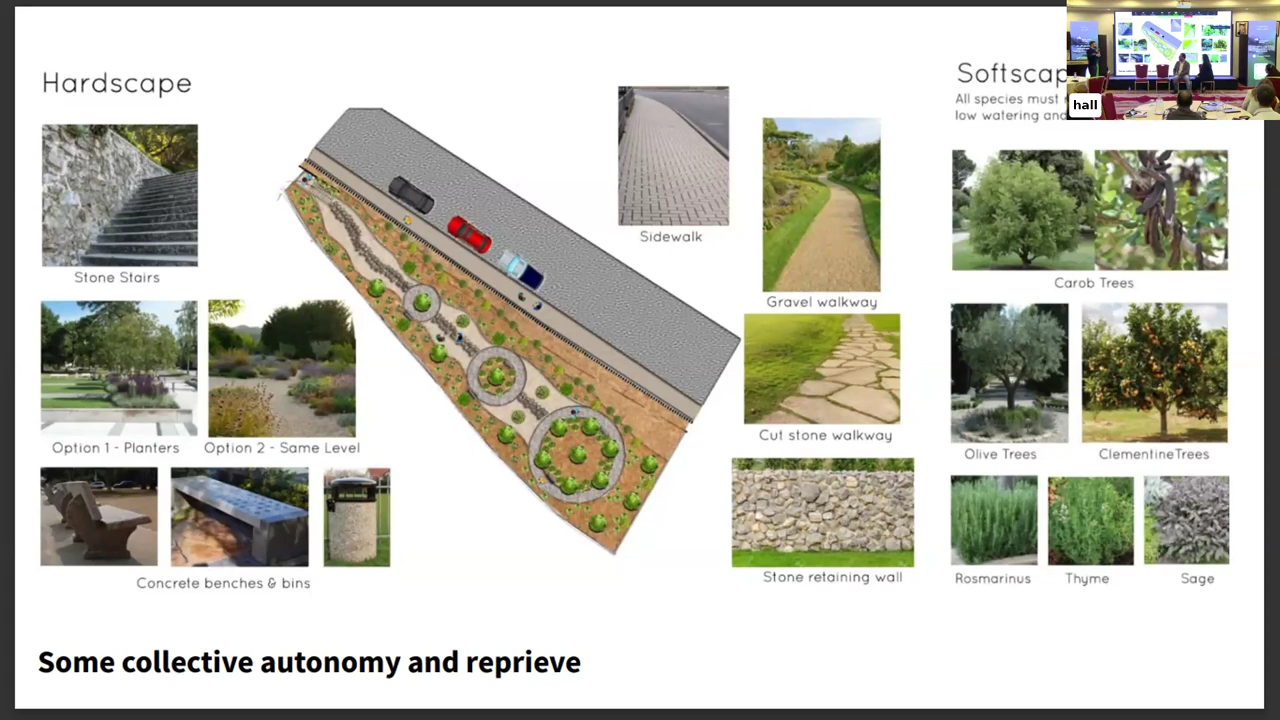 Hardscape
Stone Stairs
Option 1 - Planters
Option 2 - Same Level
Concrete benches & bins
Sidewalk
Gravel walkway
Cut stone walkway
Stone retaining wall
All species must
low watering and
Carob Trees
Olive Trees
ClementineTrees
Rosmarinus
Thyme
Sage
Some collective autonomy and reprieve
hall